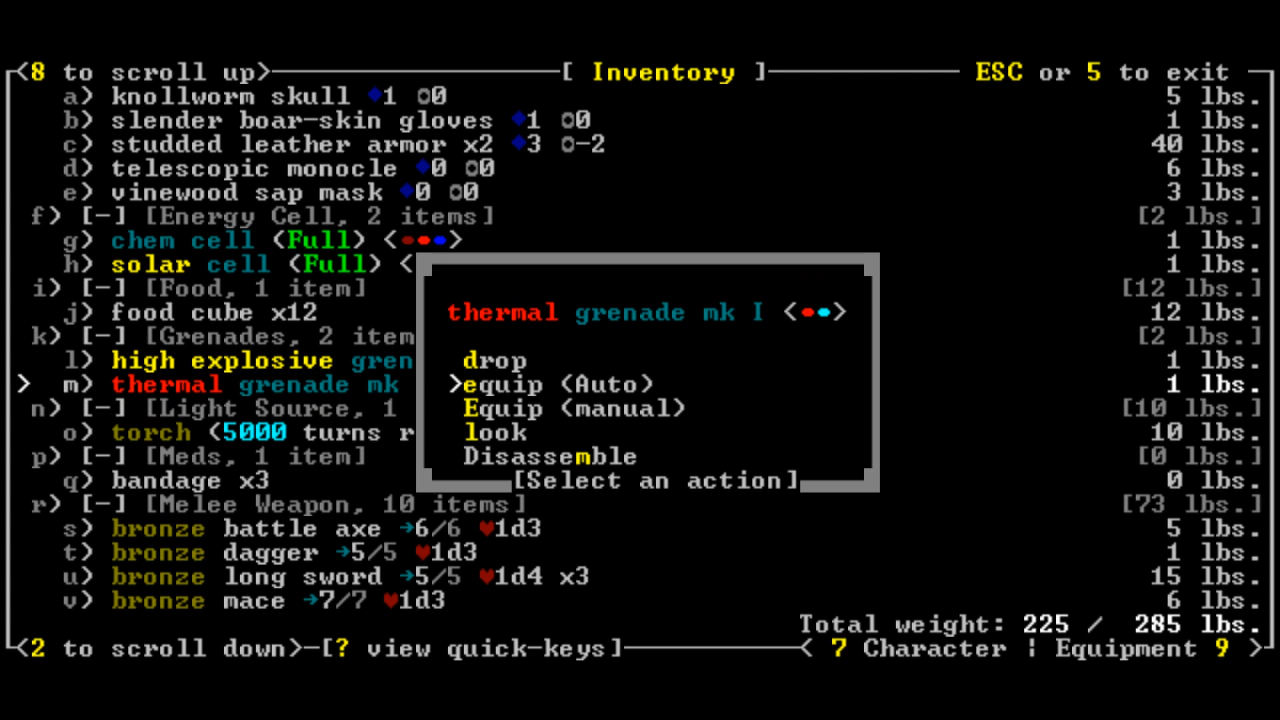 <8 to scroll up> [ Inventory ] ESC or 5 to exit
a) knollworm skull ♦1 o0 5 lbs.
b) slender boar-skin gloves ♦1 o0 1 lbs.
c) studded leather armor x2 ♦3 o-2 40 lbs.
d) telescopic monocle ♦0 o0 6 lbs.
e) vinewood sap mask ♦0 o0 3 lbs.
f) [-] [Energy Cell, 2 items] [2 lbs.]
g) chem cell (Full) <•••> 1 lbs.
h) solar cell (Full) < 1 lbs.
i) [-] [Food, 1 item] [12 lbs.]
thermal grenade mk I <••>
j) food cube x12 12 lbs.
k) [-] [Grenades, 2 item [2 lbs.]
drop
l) high explosive gren 1 lbs.
>equip (Auto)
> m) thermal grenade mk 1 lbs.
Equip (manual)
n) [-] [Light Source, 1 [10 lbs.]
look
o) torch (5000 turns r 10 lbs.
Disassemble
p) [-] [Meds, 1 item] [0 lbs.]
[Select an action]
q) bandage x3 0 lbs.
r) [-] [Melee Weapon, 10 items] [73 lbs.]
s) bronze battle axe →6/6 ♥1d3 5 lbs.
t) bronze dagger →5/5 ♥1d3 1 lbs.
u) bronze long sword →5/5 ♥1d4 x3 15 lbs.
v) bronze mace →7/7 ♥1d3 6 lbs.
Total weight: 225 / 285 lbs.
<2 to scroll down> [? view quick-keys] < 7 Character ¦ Equipment 9 >